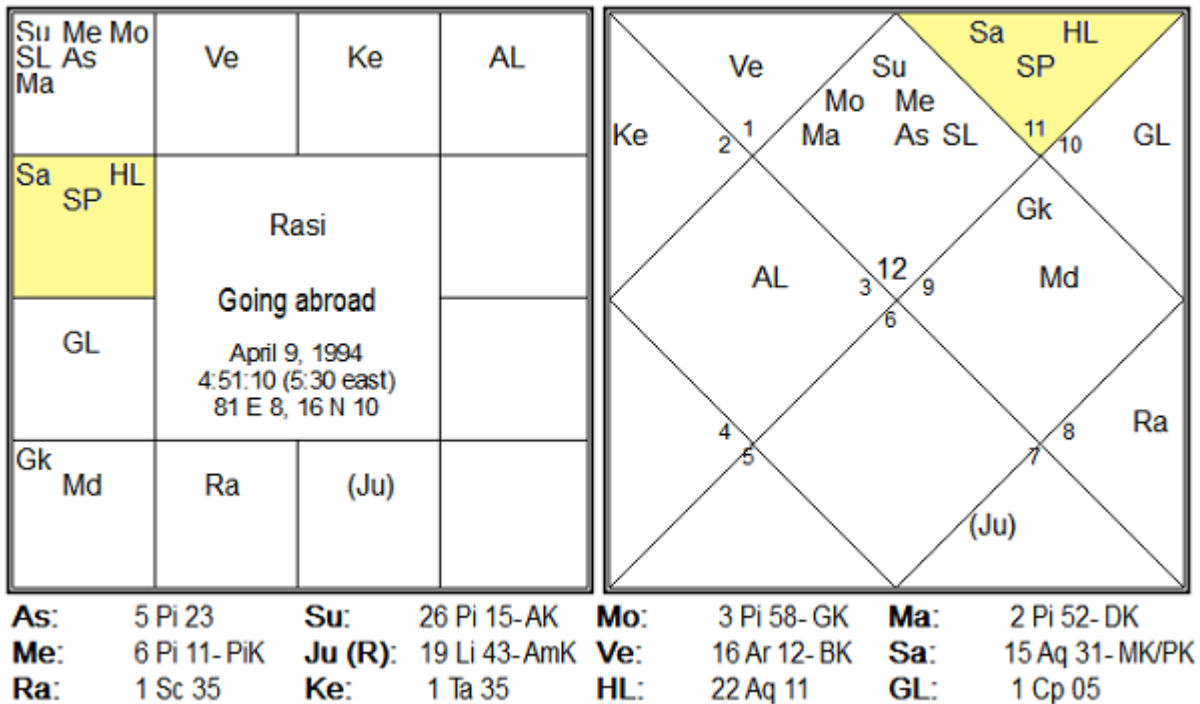 Su Me Mo
SL As
Ma
Ve
Ke
AL
Sa HL
SP
Rasi
Going abroad
April 9, 1994
4:51:10 (5:30 east)
81 E 8, 16 N 10
GL
Gk
Md
Ra
(Ju)
Sa HL
SP
Ve
Su
Mo Me
Ma As SL
Ke
2 1
11 10
GL
Gk
AL
12
3 9
6
Md
4
5
8
7
Ra
(Ju)
As: 5 Pi 23 Su: 26 Pi 15-AK Mo: 3 Pi 58-GK Ma: 2 Pi 52-DK
Me: 6 Pi 11-PiK Ju (R): 19 Li 43-AmK Ve: 16 Ar 12-BK Sa: 15 Aq 31-MK/PK
Ra: 1 Sc 35 Ke: 1 Ta 35 HL: 22 Aq 11 GL: 1 Cp 05